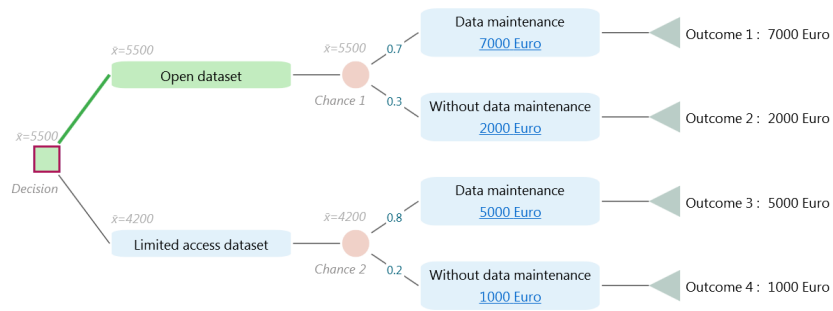 x̄=5500
Open dataset
x̄=5500
Chance 1
0.7
0.3
Data maintenance
7000 Euro
Outcome 1 : 7000 Euro
Without data maintenance
2000 Euro
Outcome 2 : 2000 Euro
x̄=5500
Decision
x̄=4200
Limited access dataset
x̄=4200
Chance 2
0.8
0.2
Data maintenance
5000 Euro
Outcome 3 : 5000 Euro
Without data maintenance
1000 Euro
Outcome 4 : 1000 Euro